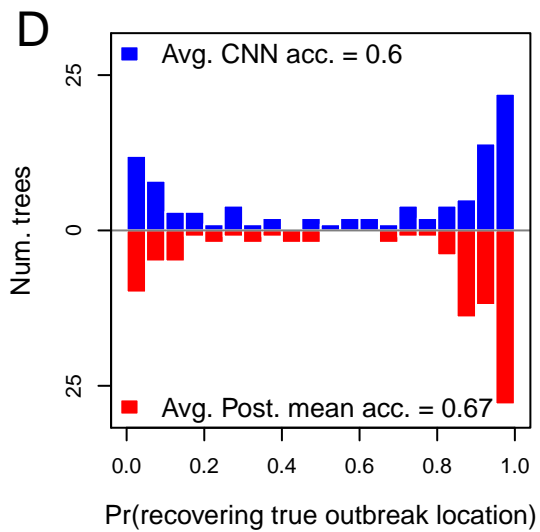 D
Avg. CNN acc. = 0.6
25
0
25
Num. trees
Avg. Post. mean acc. = 0.67
0.0 0.2 0.4 0.6 0.8 1.0
Pr(recovering true outbreak location)